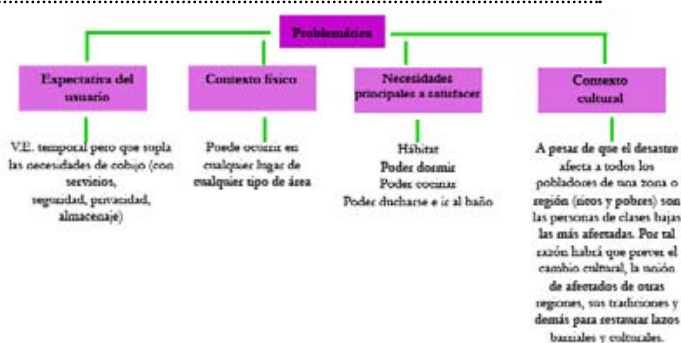 Problemática
Expectativa del
usuario
V.E. temporal pero que supla
las necesidades de cobijo (con
servicios,
seguridad, privacidad,
almacenaje)
Contexto físico
Puede ocurrir en
cualquier lugar de
cualquier tipo de área
Necesidades
principales a satisfacer
Hábitat
Poder dormir
Poder cocinar
Poder ducharse e ir al baño
Contexto
cultural
A pesar de que el desastre
afecta a todos los
pobladores de una zona o
región (ricos y pobres) son
las personas de clases bajas
las más afectadas. Por tal
razón habrá que prever el
cambio cultural, la unión
de afectados de otras
regiones, sus tradiciones y
demás para restaurar lazos
barriales y culturales.